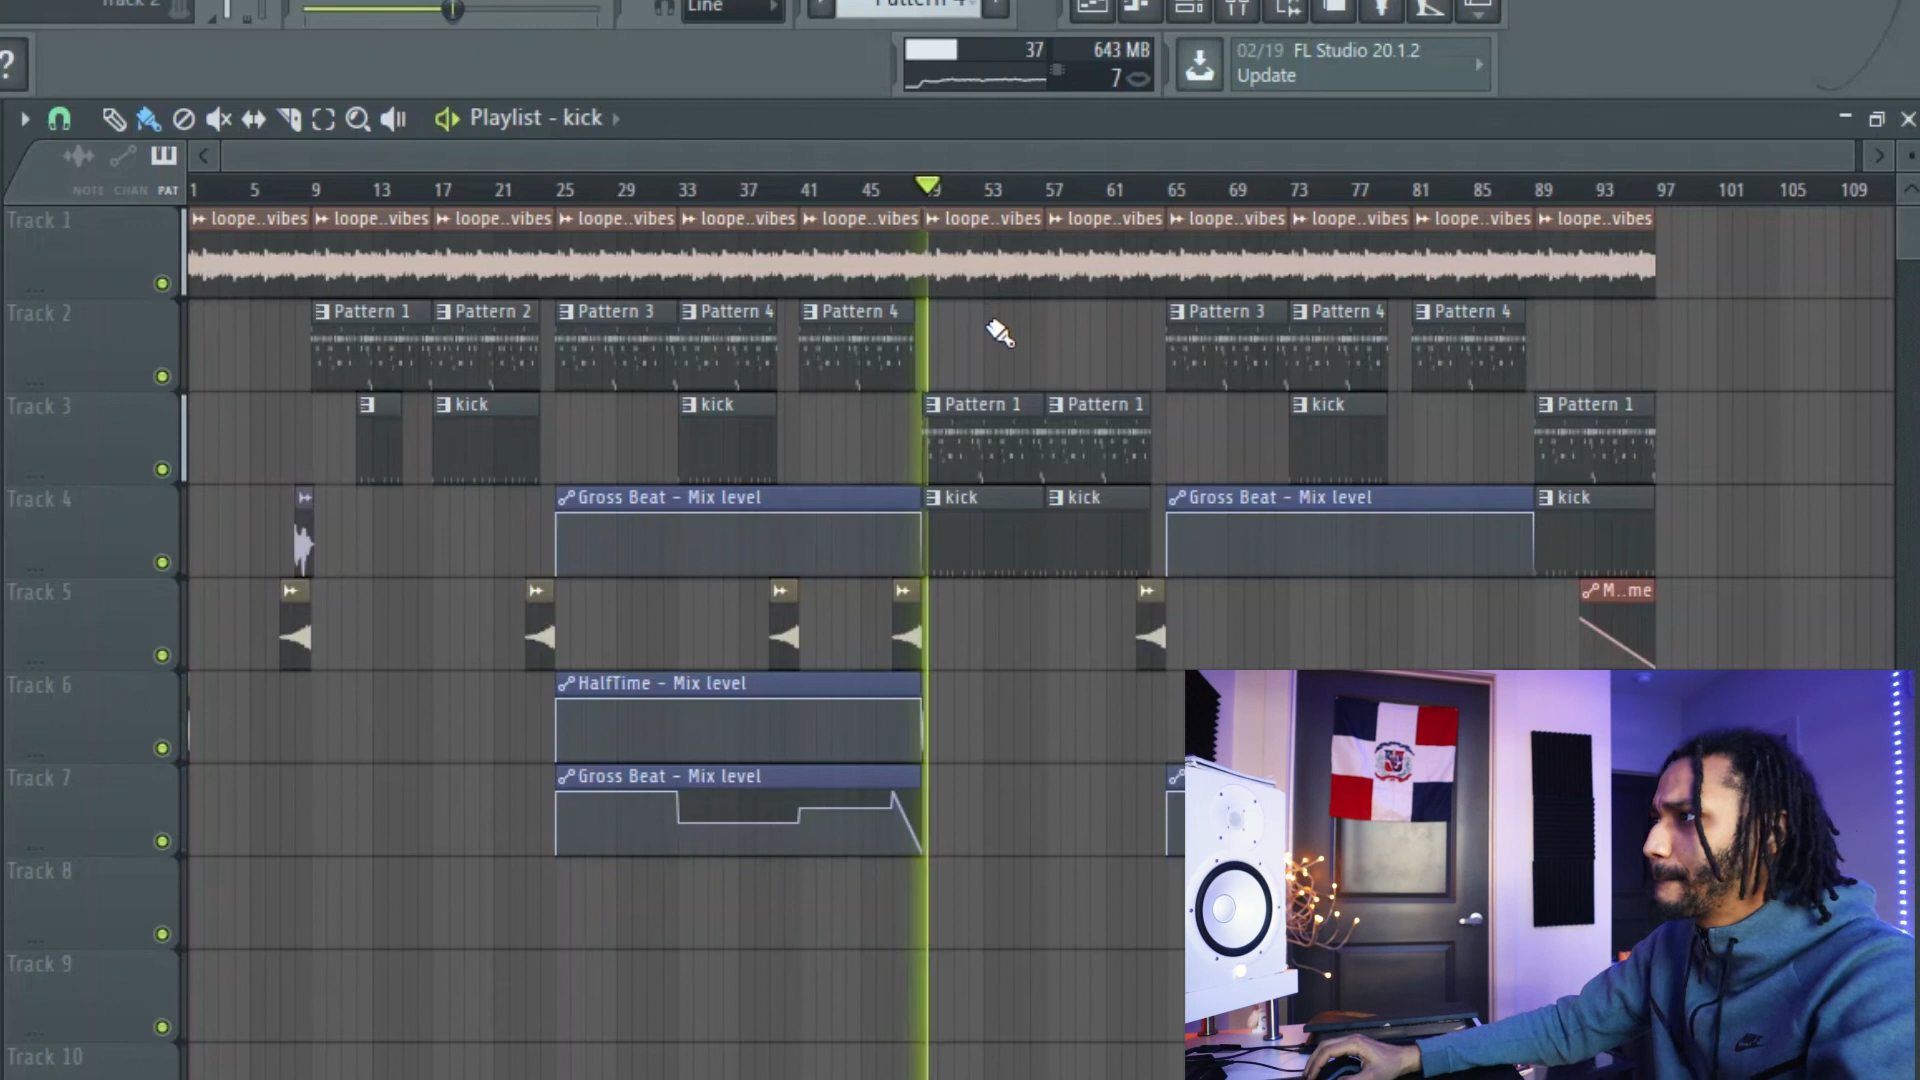 Track 2
Line
Pattern 4
?
37
643 MB
7
02/19 FL Studio 20.1.2
Update
Playlist - kick
NOTE CHAN PAT
1 5 9 13 17 21 25 29 33 37 41 45 49 53 57 61 65 69 73 77 81 85 89 93 97 101 105 109
Track 1
loope..vibes loope..vibes loope..vibes loope..vibes loope..vibes loope..vibes loope..vibes loope..vibes loope..vibes loope..vibes loope..vibes loope..vibes
Track 2
Pattern 1 Pattern 2 Pattern 3 Pattern 4 Pattern 4 Pattern 3 Pattern 4 Pattern 4
Track 3
kick kick Pattern 1 Pattern 1 kick Pattern 1
Track 4
Gross Beat - Mix level kick kick Gross Beat - Mix level kick
Track 5
M..me
Track 6
HalfTime - Mix level
Track 7
Gross Beat - Mix level
Track 8
Track 9
Track 10